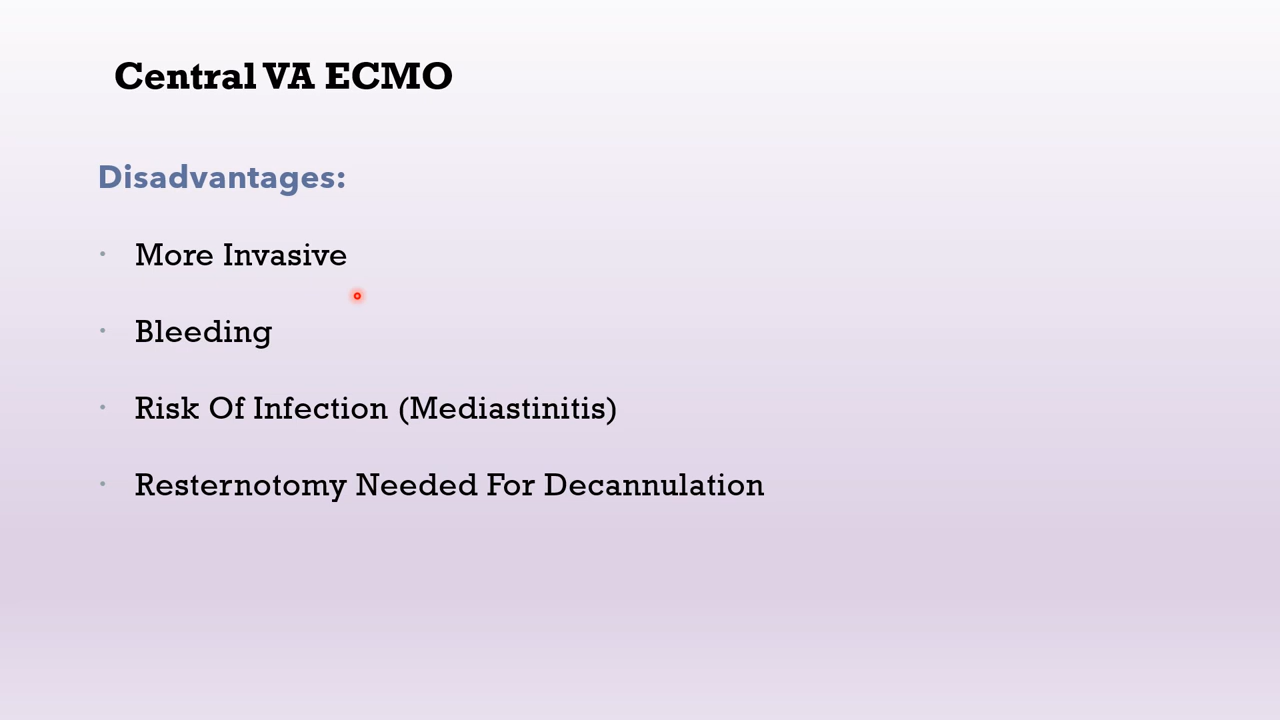 Central VA ECMO
Disadvantages:
• More Invasive
• Bleeding
• Risk Of Infection (Mediastinitis)
• Resternotomy Needed For Decannulation